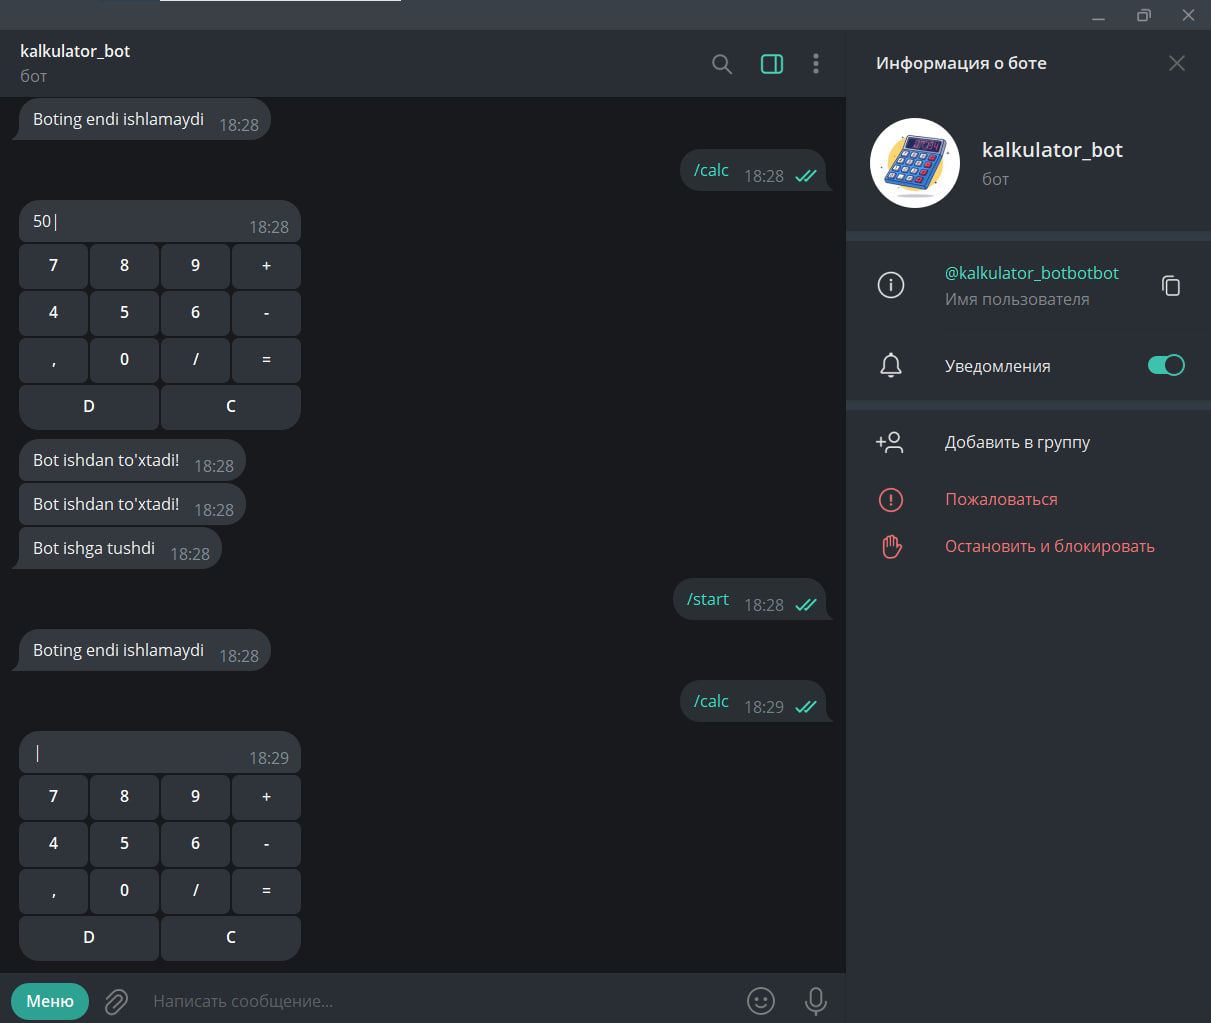 kalkulator_bot
бот
Boting endi ishlamaydi 18:28
/calc 18:28
50| 18:28
7 8 9 +
4 5 6 -
, 0 / =
D C
Bot ishdan to'xtadi! 18:28
Bot ishdan to'xtadi! 18:28
Bot ishga tushdi 18:28
/start 18:28
Boting endi ishlamaydi 18:28
/calc 18:29
| 18:29
7 8 9 +
4 5 6 -
, 0 / =
D C
Меню Написать сообщение...
Информация о боте
kalkulator_bot
бот
@kalkulator_botbotbot
Имя пользователя
Уведомления
Добавить в группу
Пожаловаться
Остановить и блокировать